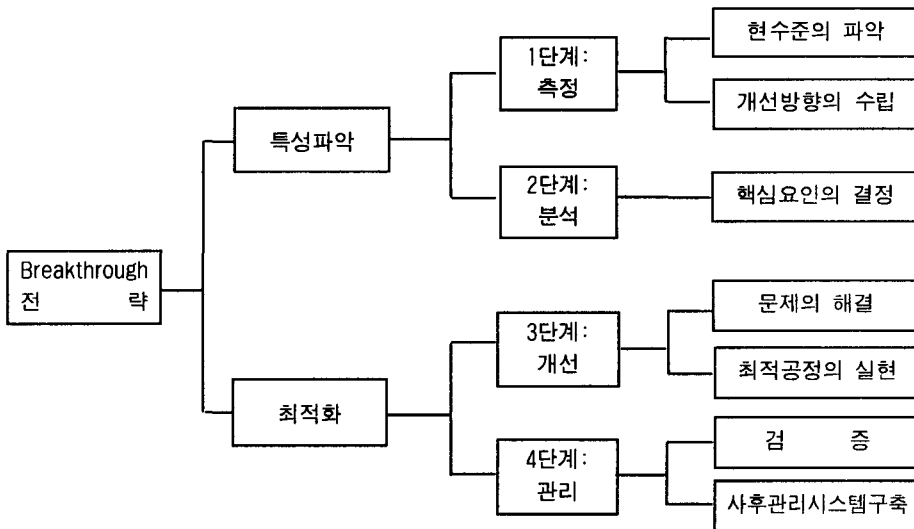 현수준의 파악
1단계:
측정
개선방향의 수립
특성파악
2단계:
분석
핵심요인의 결정
Breakthrough
전 략
문제의 해결
3단계:
개선
최적공정의 실현
최적화
검 증
4단계:
관리
사후관리시스템구축